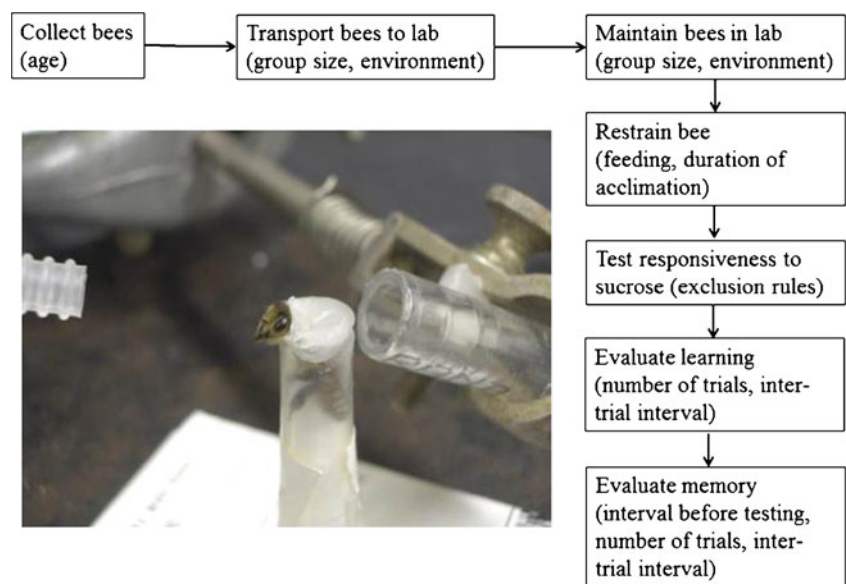 Collect bees
(age)
Transport bees to lab
(group size, environment)
Maintain bees in lab
(group size, environment)
Restrain bee
(feeding, duration of
acclimation)
Test responsiveness to
sucrose (exclusion rules)
Evaluate learning
(number of trials, inter-
trial interval)
Evaluate memory
(interval before testing,
number of trials, inter-
trial interval)